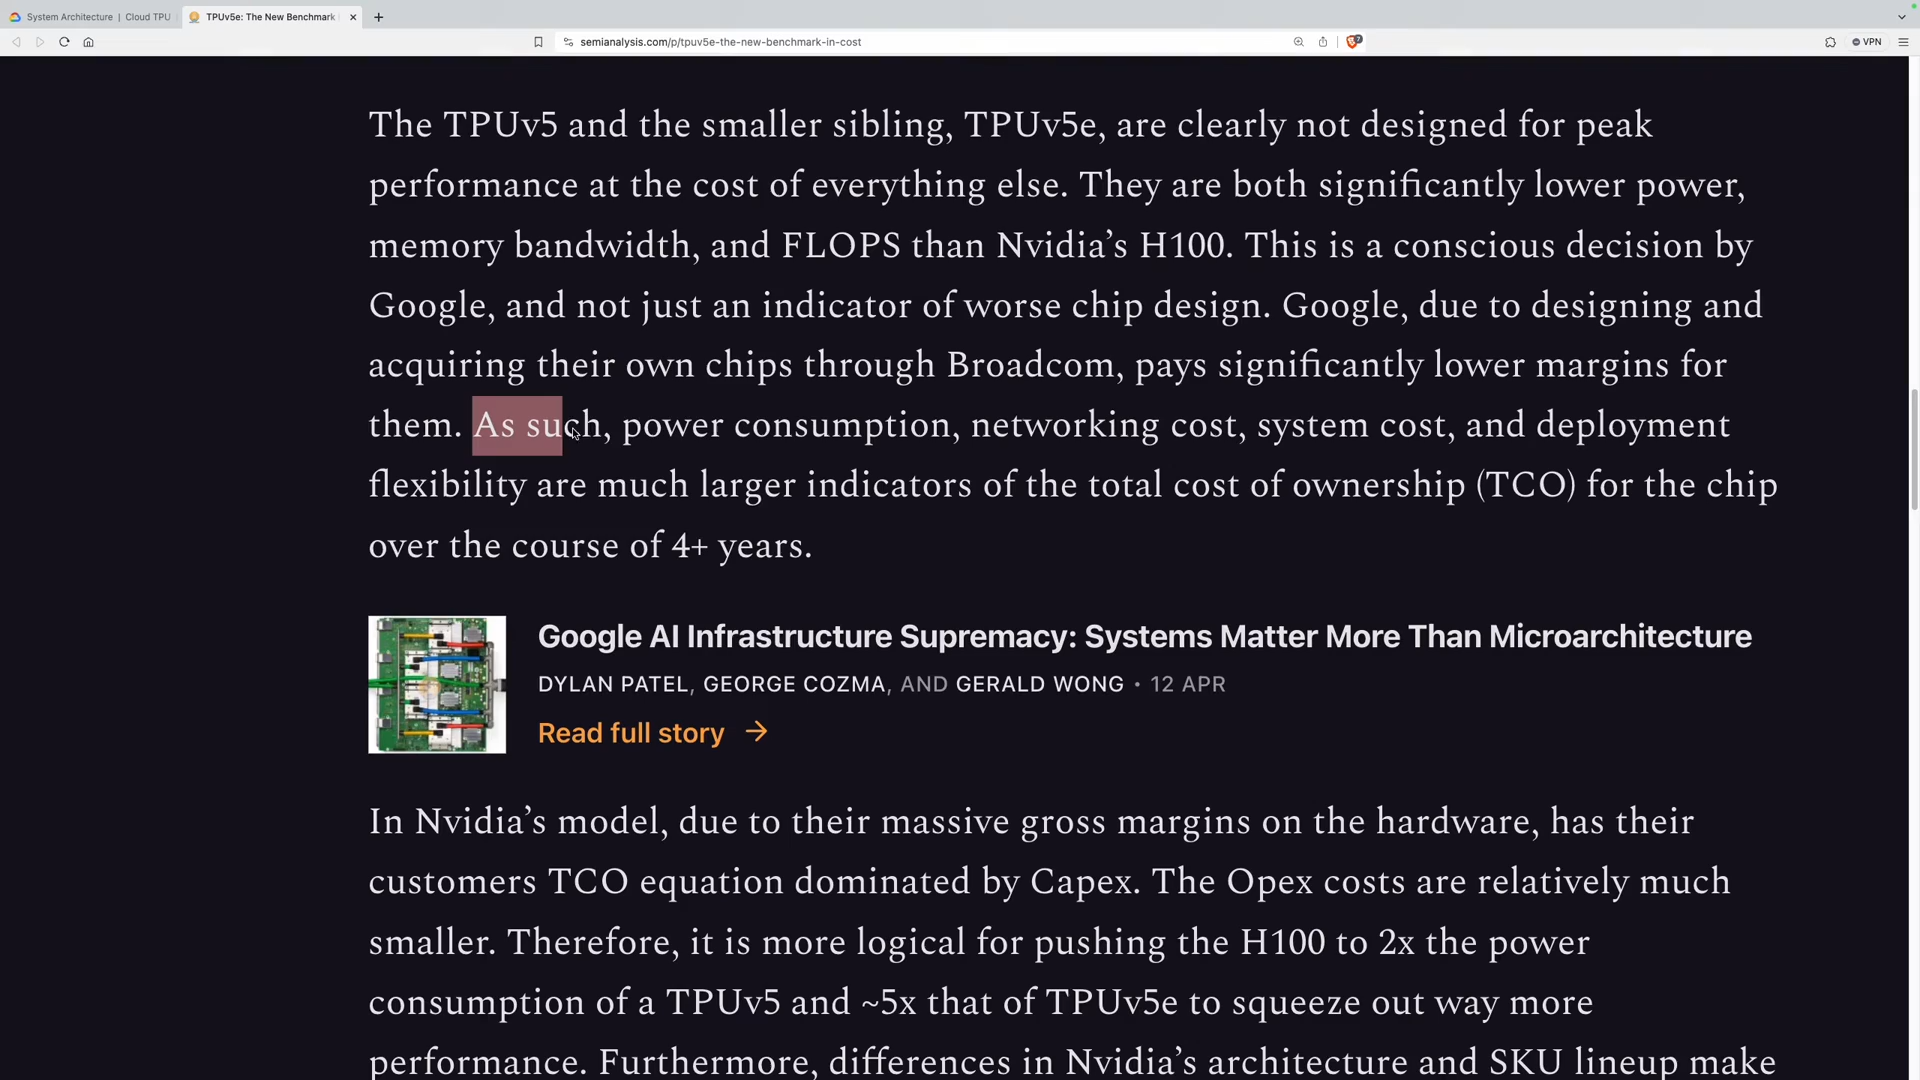 System Architecture | Cloud TPU
TPUv5e: The New Benchmark
semianalysis.com/p/tpuv5e-the-new-benchmark-in-cost
7
VPN
The TPUv5 and the smaller sibling, TPUv5e, are clearly not designed for peak
performance at the cost of everything else. They are both significantly lower power,
memory bandwidth, and FLOPS than Nvidia’s H100. This is a conscious decision by
Google, and not just an indicator of worse chip design. Google, due to designing and
acquiring their own chips through Broadcom, pays significantly lower margins for
them. As such, power consumption, networking cost, system cost, and deployment
flexibility are much larger indicators of the total cost of ownership (TCO) for the chip
over the course of 4+ years.
Google AI Infrastructure Supremacy: Systems Matter More Than Microarchitecture
DYLAN PATEL, GEORGE COZMA, AND GERALD WONG • 12 APR
Read full story →
In Nvidia’s model, due to their massive gross margins on the hardware, has their
customers TCO equation dominated by Capex. The Opex costs are relatively much
smaller. Therefore, it is more logical for pushing the H100 to 2x the power
consumption of a TPUv5 and ~5x that of TPUv5e to squeeze out way more
performance. Furthermore, differences in Nvidia’s architecture and SKU lineup make